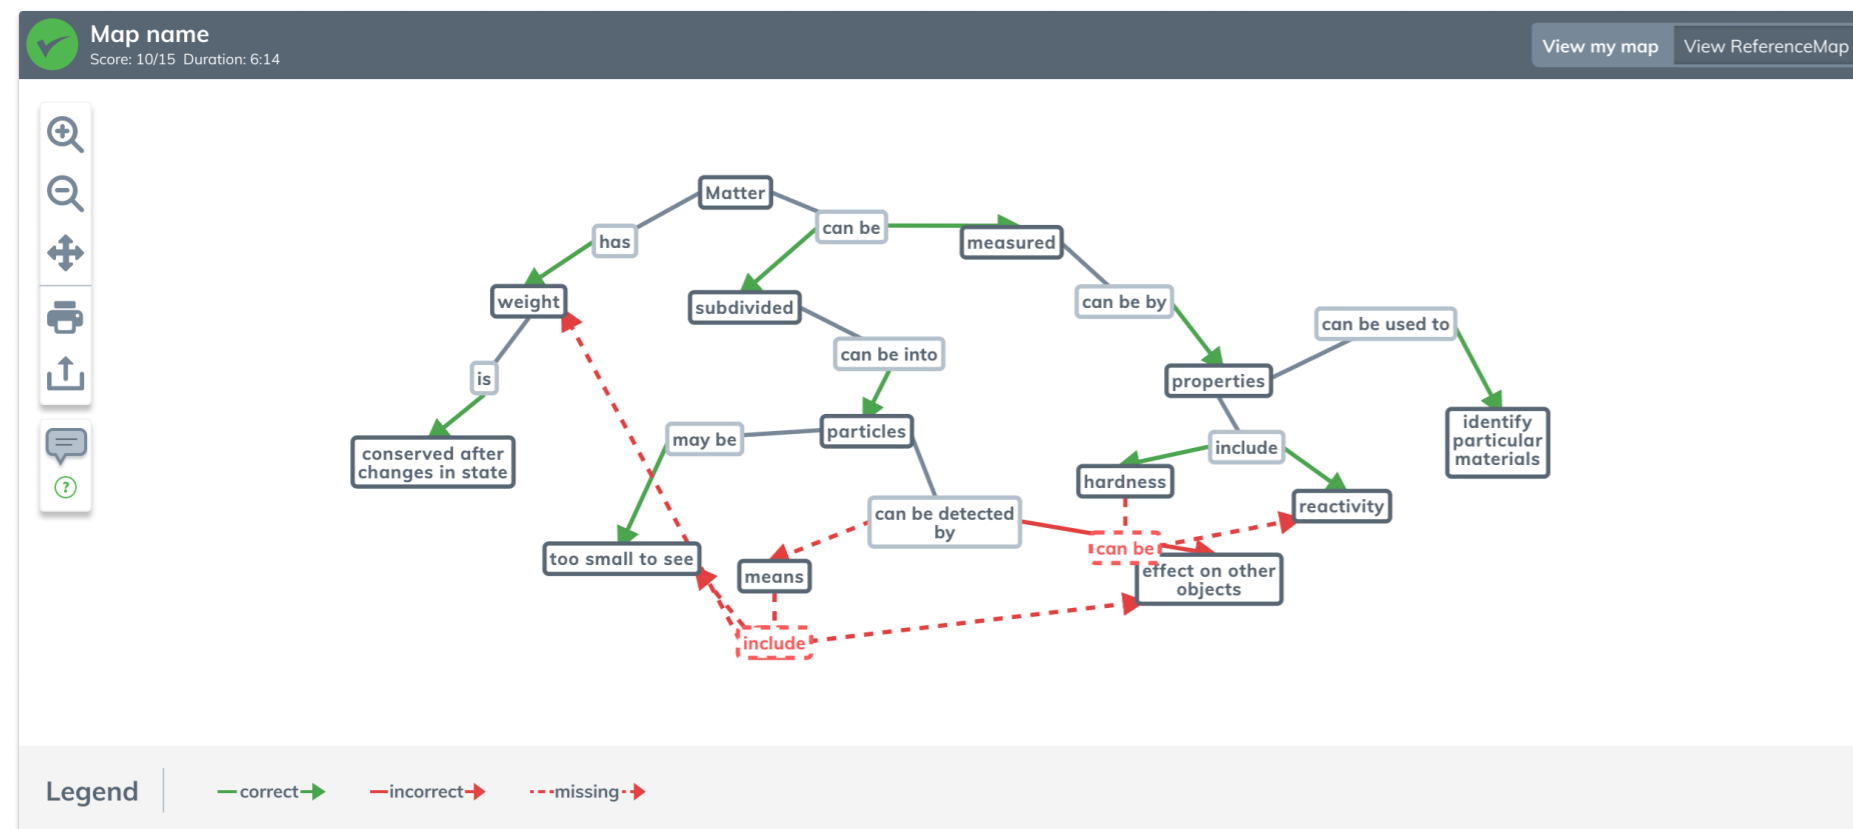 Map name
Score: 10/15 Duration: 6:14
View my map
View ReferenceMap
Matter
has
can be
measured
weight
subdivided
can be by
can be used to
can be into
is
properties
identify
particular
materials
may be
particles
include
conserved after
changes in state
hardness
reactivity
can be detected
by
can be
too small to see
means
effect on other
objects
include
Legend
correct
incorrect
missing
?